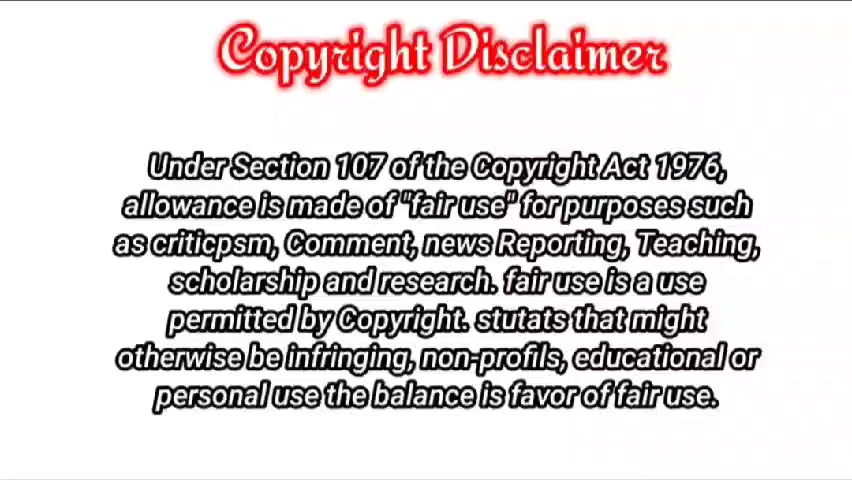 Copyright Disclaimer
Under Section 107 of the Copyright Act 1976,
allowance is made of "fair use" for purposes such
as criticpsm, Comment, news Reporting, Teaching,
scholarship and research. fair use is a use
permitted by Copyright. stutats that might
otherwise be infringing, non-profils, educational or
personal use the balance is favor of fair use.